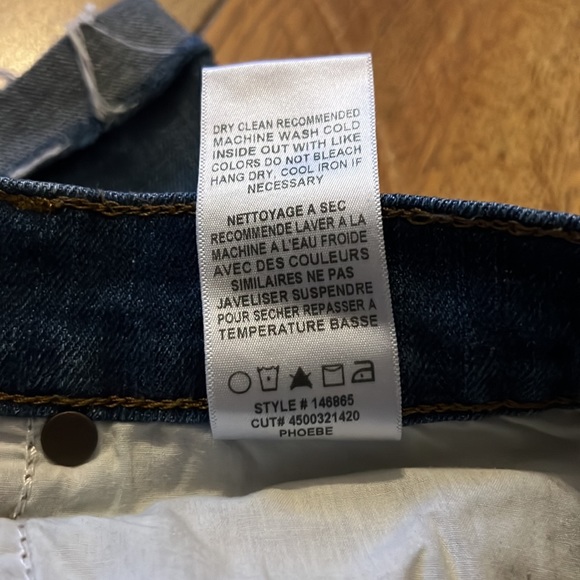 DRY CLEAN RECOMMENDED
MACHINE WASH COLD
INSIDE OUT WITH LIKE
COLORS DO NOT BLEACH
HANG DRY, COOL IRON IF
NECESSARY
NETTOYAGE A SEC
RECOMMENDE LAVER A LA
MACHINE A L'EAU FROIDE
AVEC DES COULEURS
SIMILAIRES NE PAS
JAVELISER SUSPENDRE
POUR SECHER REPASSER A
TEMPERATURE BASSE
STYLE # 146865
CUT# 4500321420
PHOEBE